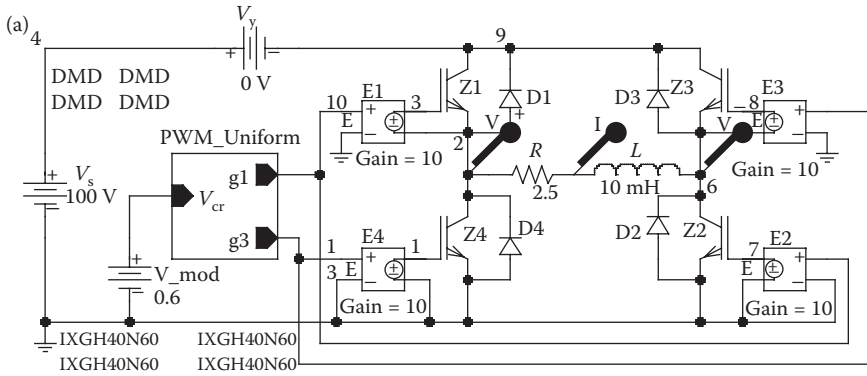 (a)
4
V_y
+ −
0 V
9
DMD DMD
DMD DMD
E1
10
3
E
Gain = 10
Z1
D1
V
+
2
PWM_Uniform
g1
V_cr
g3
V_s
100 V
V_mod
0.6
R
2.5
I
L
10 mH
6
D3
Z3
−8
V
E
E3
Gain = 10
E4
1
3
E
1
Gain = 10
Z4
D4
D2
Z2
7
E
E2
Gain = 10
IXGH40N60 IXGH40N60
IXGH40N60 IXGH40N60